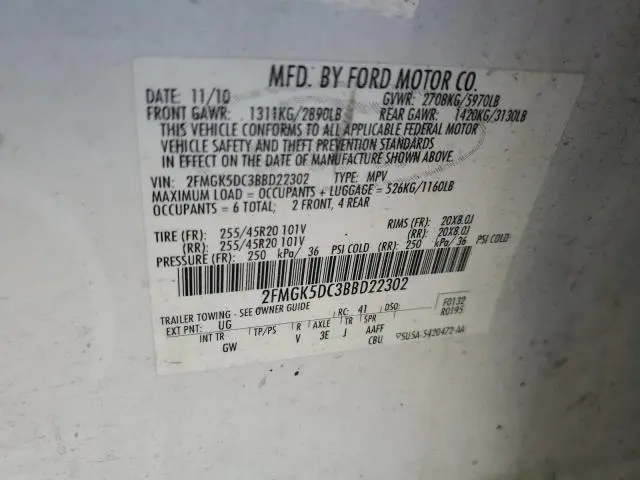 MFD. BY FORD MOTOR CO.
DATE: 11/10 GVWR: 2708KG/5970LB
FRONT GAWR: 1311KG/2890LB REAR GAWR: 1420KG/3130LB
THIS VEHICLE CONFORMS TO ALL APPLICABLE FEDERAL MOTOR
VEHICLE SAFETY AND THEFT PREVENTION STANDARDS
IN EFFECT ON THE DATE OF MANUFACTURE SHOWN ABOVE.
VIN: 2FMGK5DC3BBD22302 TYPE: MPV
MAXIMUM LOAD = OCCUPANTS + LUGGAGE = 526KG/1160LB
OCCUPANTS = 6 TOTAL; 2 FRONT, 4 REAR
TIRE (FR): 255/45R20 101V RIMS (FR): 20X8.0J
(RR): 255/45R20 101V (RR): 20X8.0J
PRESSURE (FR): 250 kPa/ 36 PSI COLD (RR): 250 kPa/ 36 PSI COLD
2FMGK5DC3BBD22302
TRAILER TOWING - SEE OWNER GUIDE RC: 41 DSO: F0132
EXT PNT: UG R0195
INT TR TP/PS R AXLE TR SPR
GW V 3E J AAFF
CBU 5U5A-5420472-AA